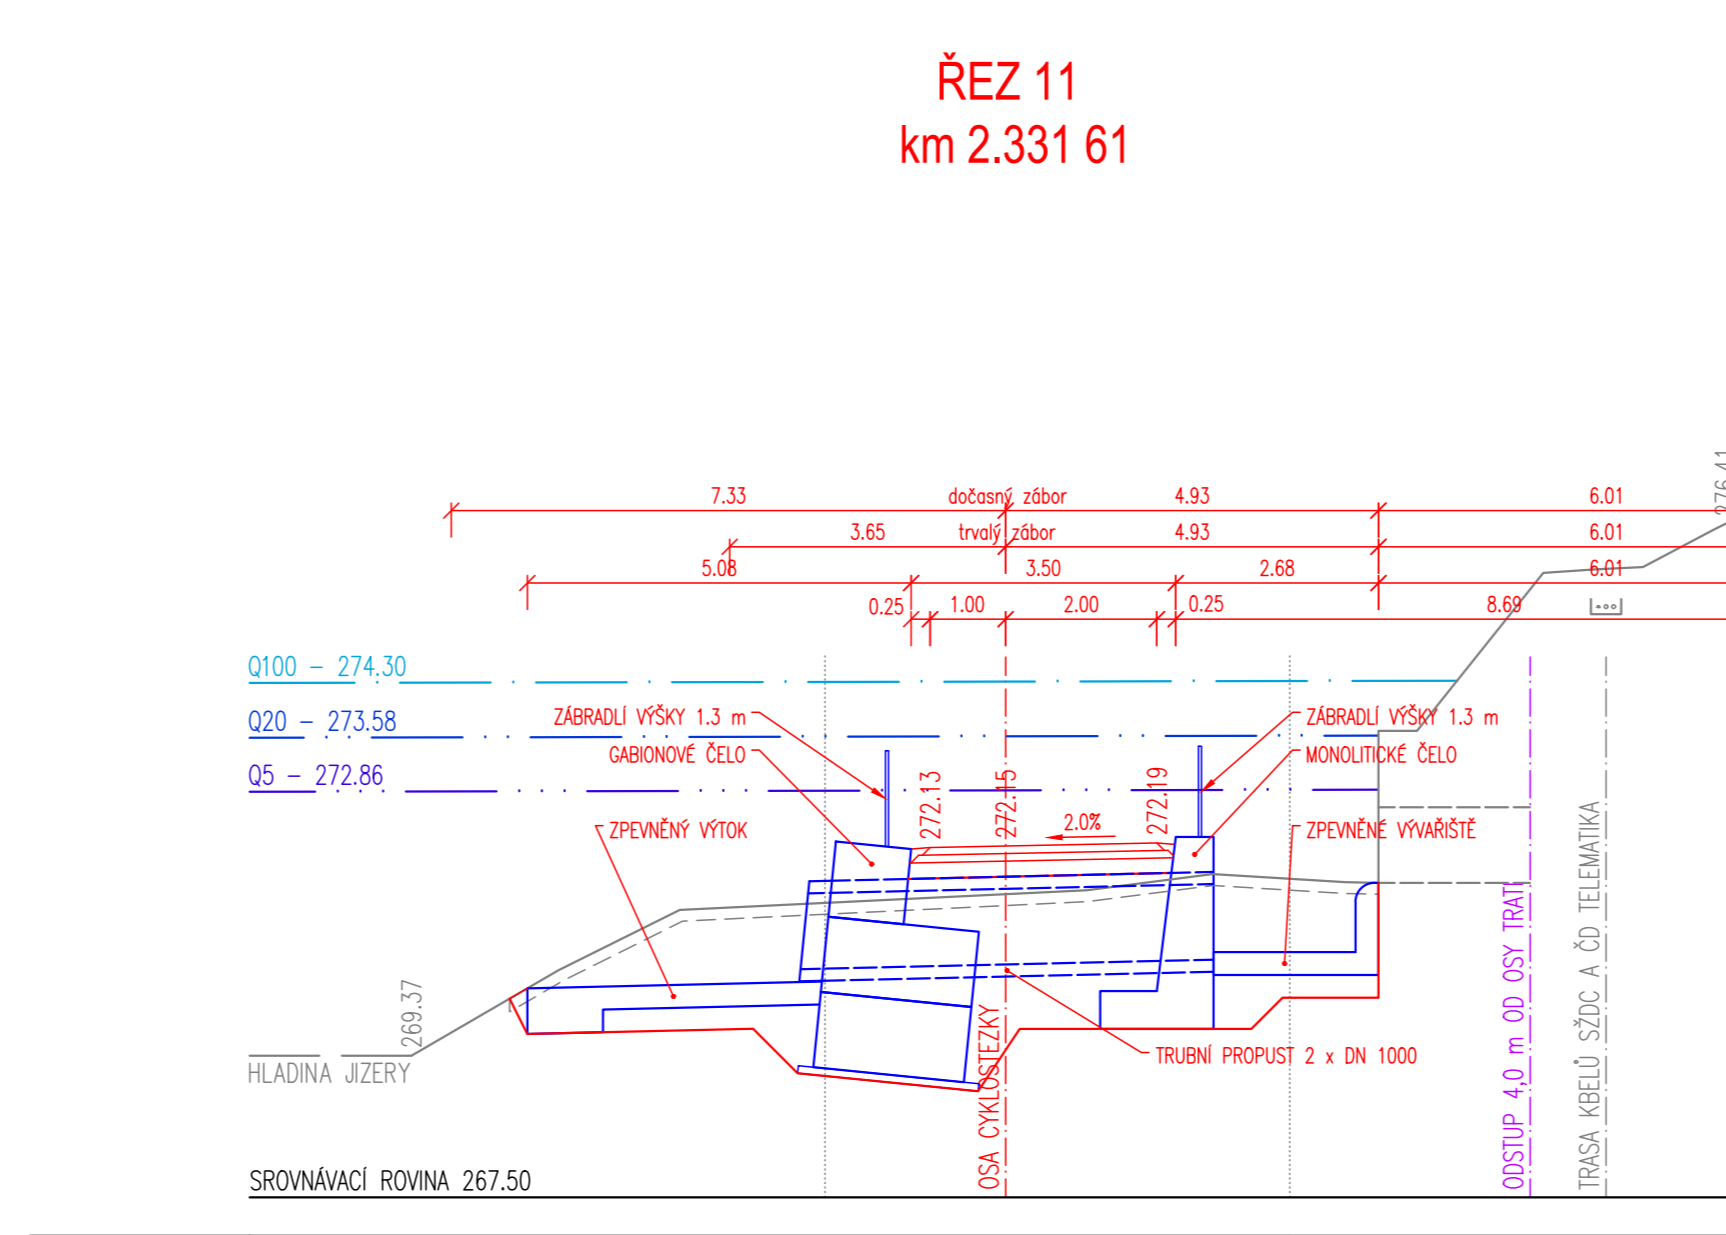 ŘEZ 11
km 2.331 61
276.41
7.33 dočasný zábor 4.93 6.01
3.65 trvalý zábor 4.93 6.01
5.08 3.50 2.68 6.01
0.25 1.00 2.00 0.25 8.69
Q100 – 274.30
Q20 – 273.58
ZÁBRADLÍ VÝŠKY 1.3 m
ZÁBRADLÍ VÝŠKY 1.3 m
GABIONOVÉ ČELO
MONOLITICKÉ ČELO
Q5 – 272.86
272.13
272.15
272.19
2.0%
ZPEVNĚNÝ VÝTOK
ZPEVNĚNÉ VÝVAŘIŠTĚ
269.37
HLADINA JIZERY
TRUBNÍ PROPUST 2 x DN 1000
OSA CYKLOSTEZKY
ODSTUP 4,0 m OD OSY TRATI
TRASA KBELŮ SŽDC A ČD TELEMATIKA
SROVNÁVACÍ ROVINA 267.50